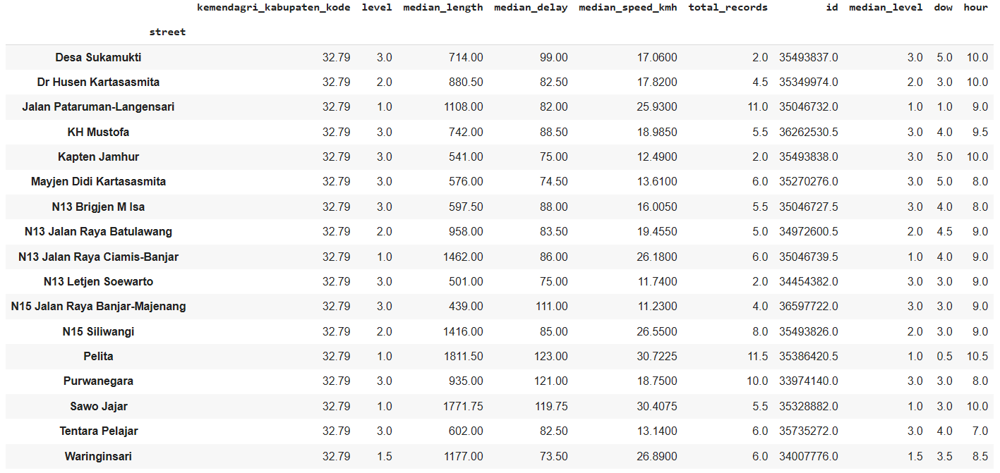 kemendagri_kabupaten_kode level median_length median_delay median_speed_kmh total_records id median_level dow hour
street
Desa Sukamukti 32.79 3.0 714.00 99.00 17.0600 2.0 35493837.0 3.0 5.0 10.0
Dr Husen Kartasasmita 32.79 2.0 880.50 82.50 17.8200 4.5 35349974.0 2.0 3.0 10.0
Jalan Pataruman-Langensari 32.79 1.0 1108.00 82.00 25.9300 11.0 35046732.0 1.0 1.0 9.0
KH Mustofa 32.79 3.0 742.00 88.50 18.9850 5.5 36262530.5 3.0 4.0 9.5
Kapten Jamhur 32.79 3.0 541.00 75.00 12.4900 2.0 35493838.0 3.0 5.0 10.0
Mayjen Didi Kartasasmita 32.79 3.0 576.00 74.50 13.6100 6.0 35270276.0 3.0 5.0 8.0
N13 Brigjen M Isa 32.79 3.0 597.50 88.00 16.0050 5.5 35046727.5 3.0 4.0 8.0
N13 Jalan Raya Batulawang 32.79 2.0 958.00 83.50 19.4550 5.0 34972600.5 2.0 4.5 9.0
N13 Jalan Raya Ciamis-Banjar 32.79 1.0 1462.00 86.00 26.1800 6.0 35046739.5 1.0 4.0 9.0
N13 Letjen Soewarto 32.79 3.0 501.00 75.00 11.7400 2.0 34454382.0 3.0 3.0 9.0
N15 Jalan Raya Banjar-Majenang 32.79 3.0 439.00 111.00 11.2300 4.0 36597722.0 3.0 3.0 9.0
N15 Siliwangi 32.79 2.0 1416.00 85.00 26.5500 8.0 35493826.0 2.0 3.0 9.0
Pelita 32.79 1.0 1811.50 123.00 30.7225 11.5 35386420.5 1.0 0.5 10.5
Purwanegara 32.79 3.0 935.00 121.00 18.7500 10.0 33974140.0 3.0 3.0 8.0
Sawo Jajar 32.79 1.0 1771.75 119.75 30.4075 5.5 35328882.0 1.0 3.0 10.0
Tentara Pelajar 32.79 3.0 602.00 82.50 13.1400 6.0 35735272.0 3.0 4.0 7.0
Waringinsari 32.79 1.5 1177.00 73.50 26.8900 6.0 34007776.0 1.5 3.5 8.5